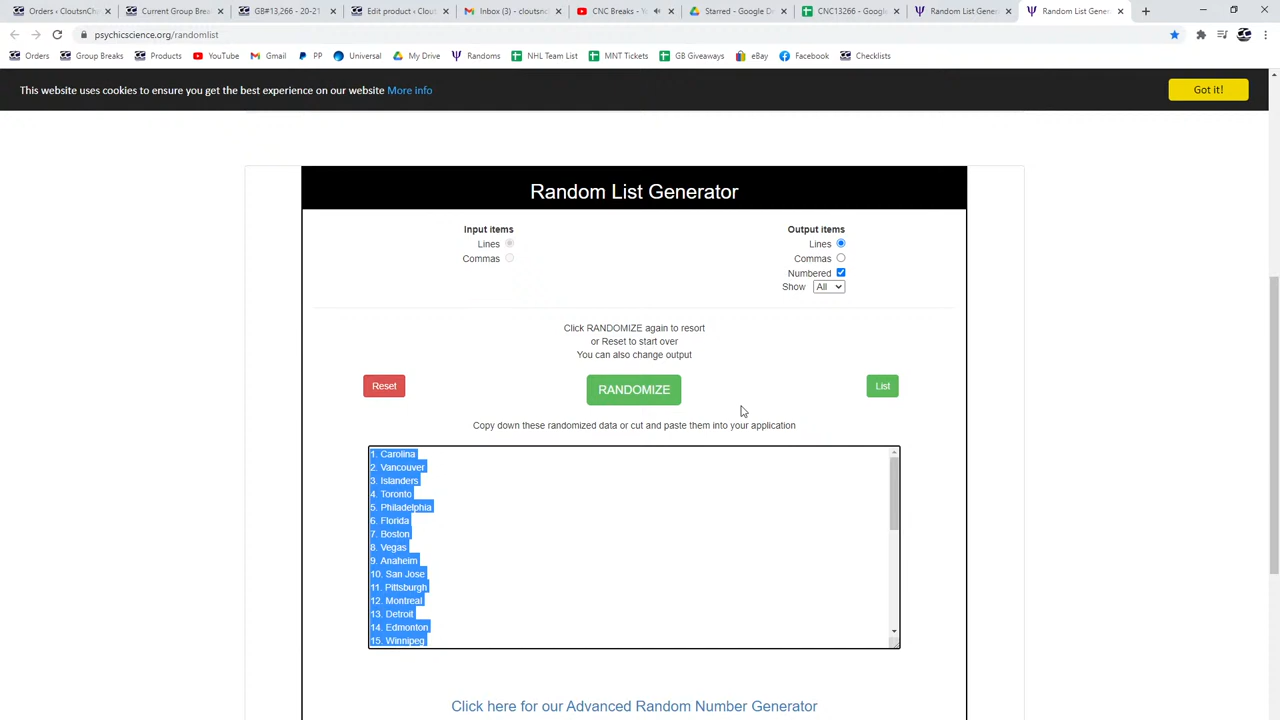 Orders ‹ CloutsnCh
Current Group Brea
GB#13,266 - 20-21
Edit product ‹ Clou
Inbox (3) - cloutsno
CNC Breaks - Y
Starred - Google D
CNC13266 - Google
Random List Gener
Random List Gener
psychicscience.org/randomlist
Orders
Group Breaks
Products
YouTube
Gmail
PP
Universal
My Drive
Randoms
NHL Team List
MNT Tickets
GB Giveaways
eBay
Facebook
Checklists
This website uses cookies to ensure you get the best experience on our website More info
Got it!
Random List Generator
Input items
Lines
Commas
Output items
Lines
Commas
Numbered
Show All
Click RANDOMIZE again to resort
or Reset to start over
You can also change output
Reset
RANDOMIZE
List
Copy down these randomized data or cut and paste them into your application
1. Carolina
2. Vancouver
3. Islanders
4. Toronto
5. Philadelphia
6. Florida
7. Boston
8. Vegas
9. Anaheim
10. San Jose
11. Pittsburgh
12. Montreal
13. Detroit
14. Edmonton
15. Winnipeg
Click here for our Advanced Random Number Generator